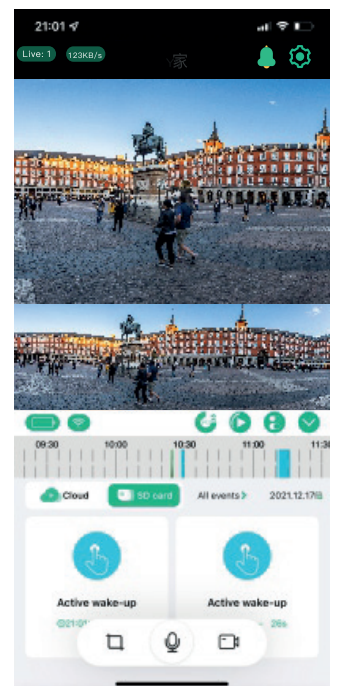 21:01
Live: 1 123KB/s 家
09:30 10:00 10:30 11:00 11:30
Cloud SD card All events > 2021.12.17
Active wake-up Active wake-up
26s